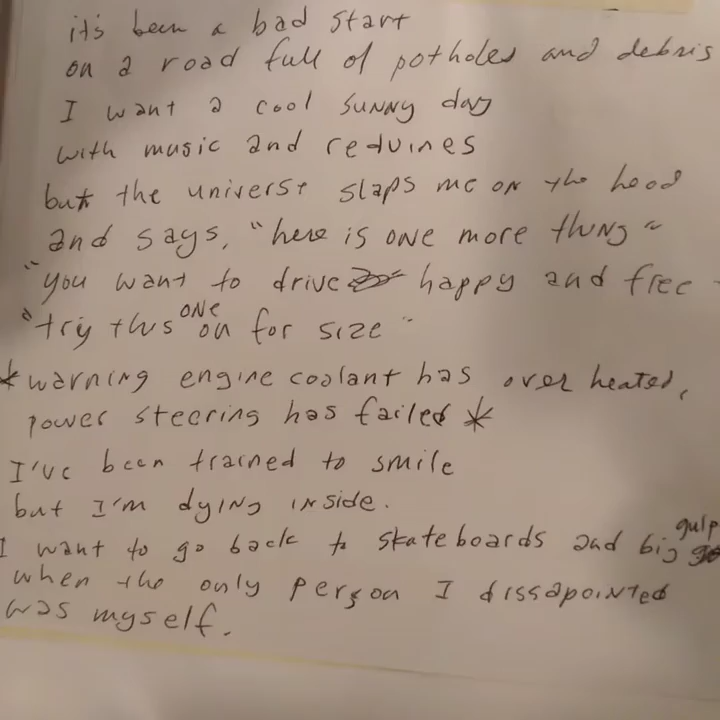 it's been a bad start
on a road full of potholes and debris
I want a cool sunny day
with music and redvines
but the universe slaps me on the hood
and says, "here is one more thing"
"you want to drive happy and free
"try this one on for size"
*warning engine coolant has over heated,
power steering has failed *
I've been trained to smile
but I'm dying inside.
I want to go back to skateboards and big gulp
when the only person I dissapointed
was myself.